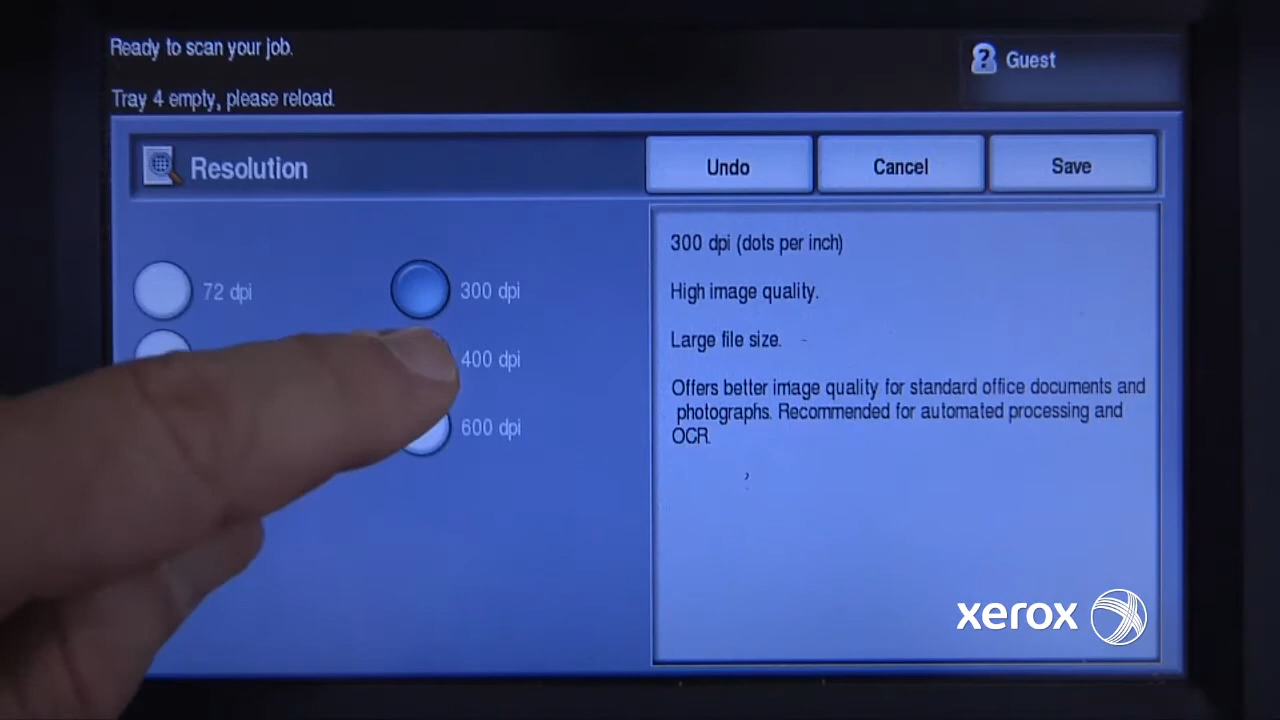 Ready to scan your job.
Guest
Tray 4 empty, please reload.
Resolution
Undo
Cancel
Save
72 dpi
300 dpi
400 dpi
600 dpi
300 dpi (dots per inch)
High image quality.
Large file size.
Offers better image quality for standard office documents and
photographs. Recommended for automated processing and
OCR.
xerox